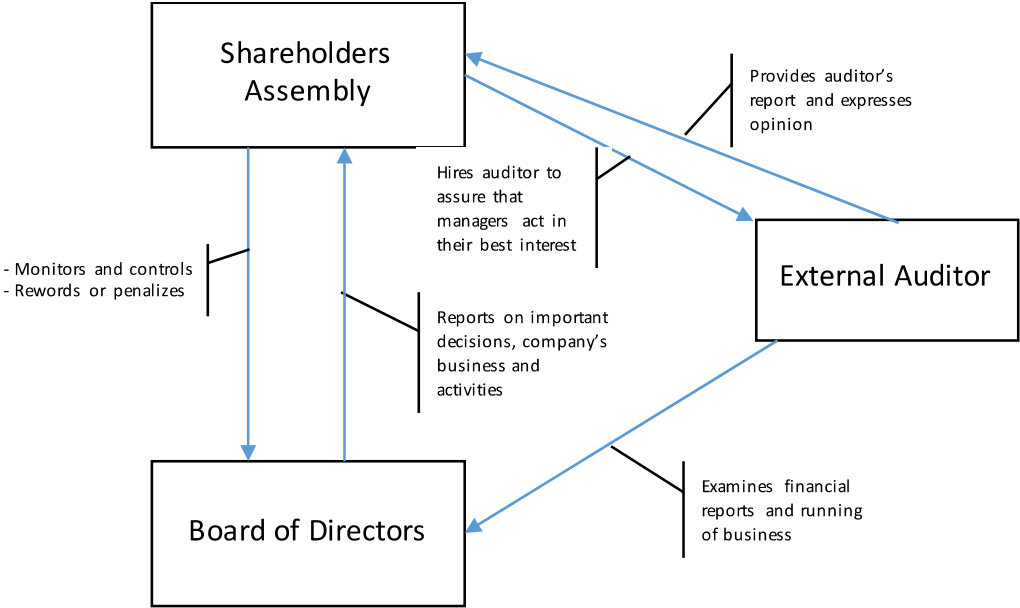 Shareholders
Assembly
Provides auditor's
report and expresses
opinion
Hires auditor to
assure that
managers act in
their best interest
External Auditor
- Monitors and controls
- Rewords or penalizes
Reports on important
decisions, company's
business and
activities
Board of Directors
Examines financial
reports and running
of business